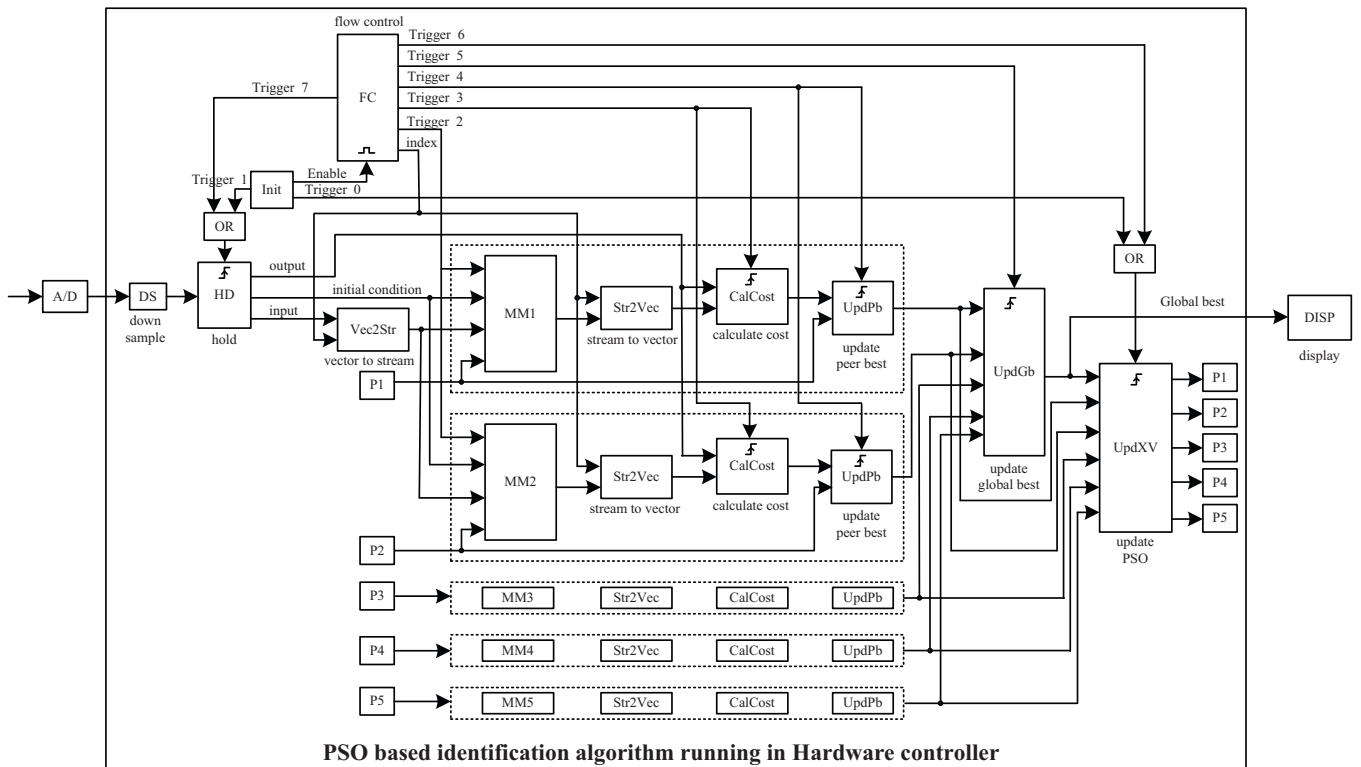 flow control
Trigger 6
Trigger 5
Trigger 4
Trigger 3
Trigger 2
index
Trigger 7
FC
Enable
Trigger 1
Init
Trigger 0
OR
OR
A/D
DS
down
sample
HD
hold
output
initial condition
input
Vec2Str
vector to stream
MM1
Str2Vec
stream to vector
CalCost
calculate cost
UpdPb
update
peer best
P1
MM2
Str2Vec
stream to vector
CalCost
calculate cost
UpdPb
update
peer best
P2
P3
MM3
Str2Vec
CalCost
UpdPb
P4
MM4
Str2Vec
CalCost
UpdPb
P5
MM5
Str2Vec
CalCost
UpdPb
UpdGb
update
global best
Global best
DISP
display
UpdXV
update
PSO
P1
P2
P3
P4
P5
PSO based identification algorithm running in Hardware controller